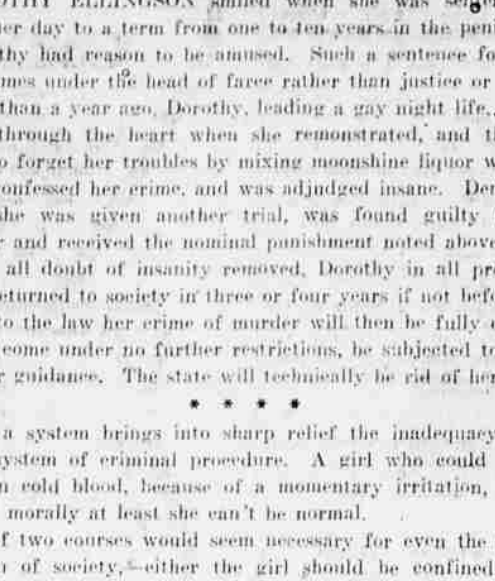 OTHY ELLINGSON smiled when she was
er day to a term from one to ten years in the pen
thy had reason to be amused. Such a sentence fo
mes under the head of farce rather than justice or
than a year ago, Dorothy, leading a gay night life,
through the heart when she remonstrated, and t
o forget her troubles by mixing moonshine liquor w
onfessed her crime, and was adjudged insane. De
he was given another trial, was found guilty
r and received the nominal punishment noted above
all doubt of insanity removed, Dorothy in all pr
eturned to society in three or four years if not bef
to the law her crime of murder will then be fully
come under no further restrictions, be subjected to
r guidance. The state will technically be rid of her
* * * *
a system brings into sharp relief the inadequacy
ystem of criminal procedure. A girl who could
n cold blood, because of a momentary irritation,
morally at least she can't be normal.
f two courses would seem necessary for even the
n of society,—either the girl should be confined